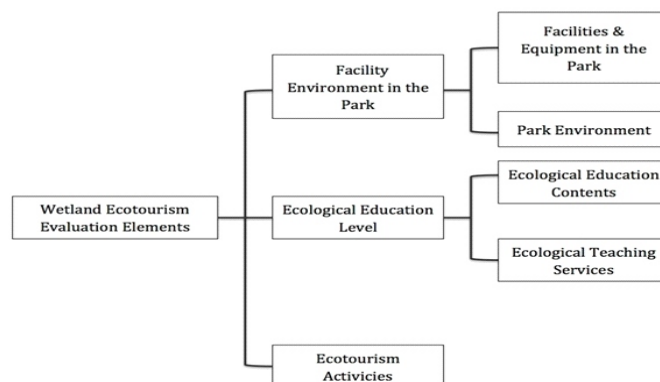 Facilities &
Equipment in the
Park
Facility
Environment in the
Park
Park Environment
Ecological Education
Contents
Wetland Ecotourism
Evaluation Elements
Ecological Education
Level
Ecological Teaching
Services
Ecotourism
Activicies